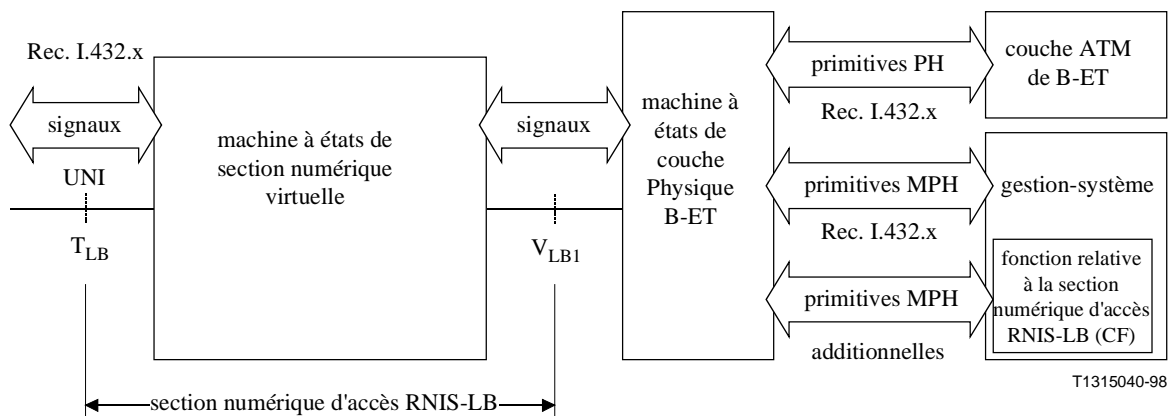 Rec. I.432.x
signaux
UNI
T_LB
machine à états de
section numérique
virtuelle
signaux
V_LB1
machine à
états de
couche
Physique
B-ET
primitives PH
Rec. I.432.x
primitives MPH
Rec. I.432.x
primitives MPH
additionnelles
couche ATM
de B-ET
gestion-système
fonction relative
à la section
numérique d'accès
RNIS-LB (CF)
T1315040-98
section numérique d'accès RNIS-LB